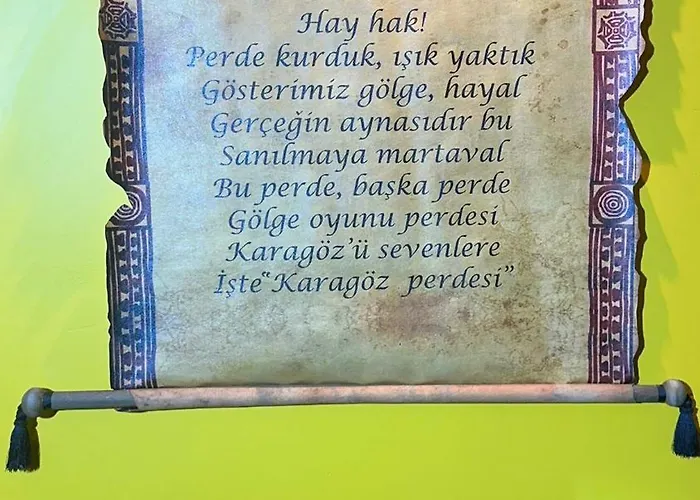 Hay hak!
Perde kurduk, ışık yaktık
Gösterimiz gölge, hayal
Gerçeğin aynasıdır bu
Sanılmaya martaval
Bu perde, başka perde
Gölge oyunu perdesi
Karagöz'ü sevenlere
İşte "Karagöz perdesi"